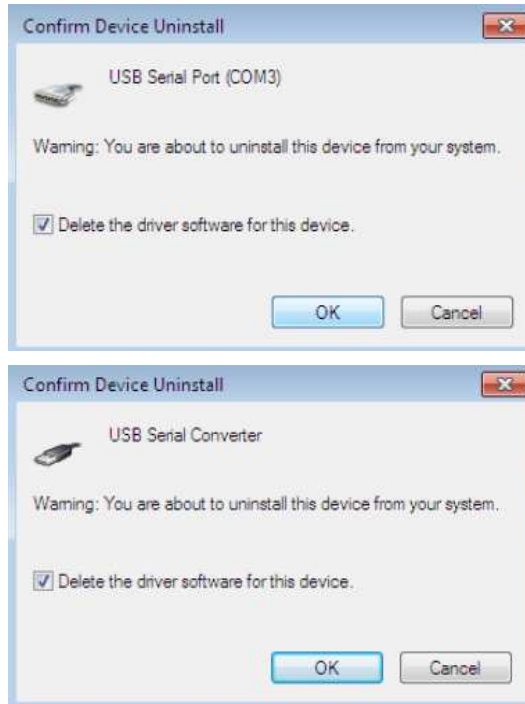 Confirm Device Uninstall
USB Serial Port (COM3)
Warning: You are about to uninstall this device from your system.
Delete the driver software for this device.
OK
Cancel
Confirm Device Uninstall
USB Serial Converter
Warning: You are about to uninstall this device from your system.
Delete the driver software for this device.
OK
Cancel